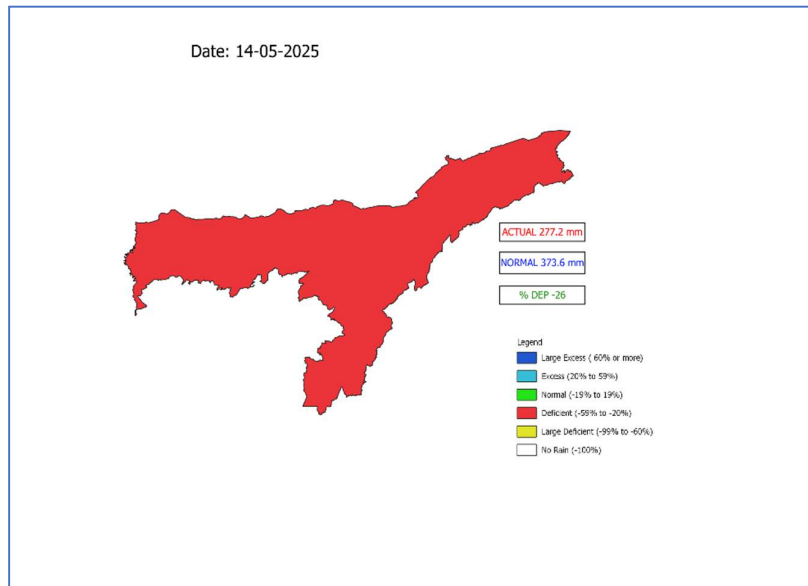 Date: 14-05-2025
ACTUAL 277.2 mm
NORMAL 373.6 mm
% DEP -26
Legend
Large Excess ( 60% or more)
Excess (20% to 59%)
Normal (-19% to 19%)
Deficient (-59% to -20%)
Large Deficient (-99% to -60%)
No Rain (-100%)